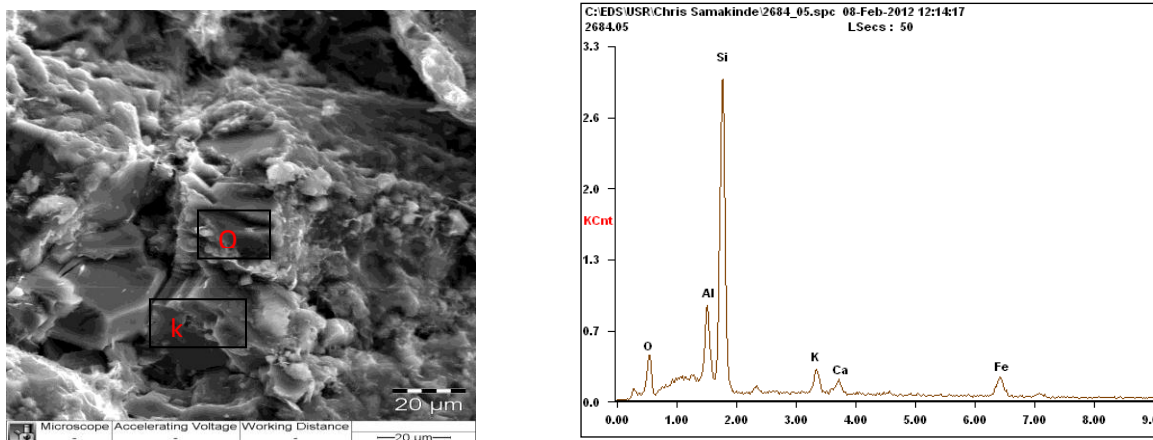 k
20 μm
Microscope Accelerating Voltage Working Distance
- - - 20 μm
C:\EDS\USR\Chris Samakinde\2684_05.spc 08-Feb-2012 12:14:17
2684.05 LSecs : 50
3.3
2.6
2.0
KCnt
1.3
0.7
0.0
Si
Al
O
K
Ca
Fe
0.00 1.00 2.00 3.00 4.00 5.00 6.00 7.00 8.00 9.0